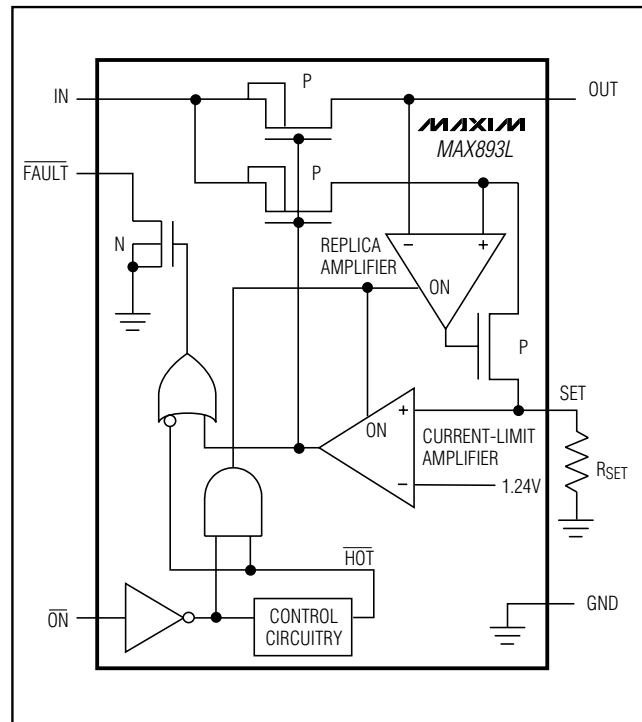 P
IN
OUT
MAXIM
MAX893L
FAULT
P
N
REPLICA
AMPLIFIER
− +
ON
P
SET
+
ON
CURRENT-LIMIT
AMPLIFIER
− 1.24V
RSET
HOT
ON
CONTROL
CIRCUITRY
GND